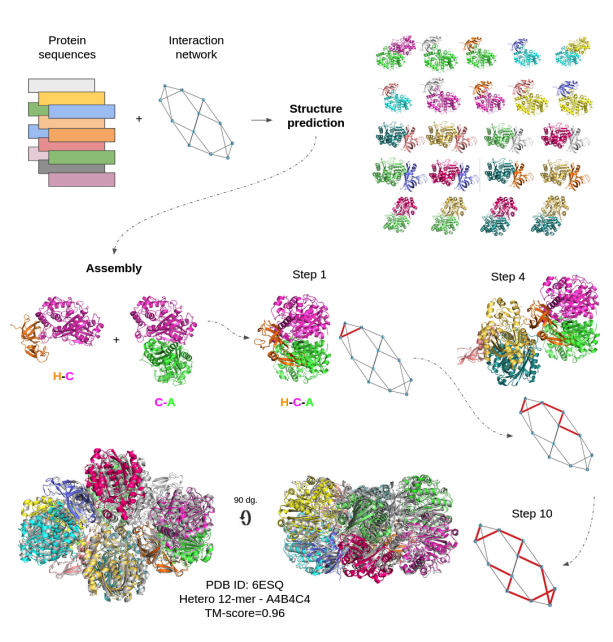 Protein
sequences
Interaction
network
+
Structure
prediction
Assembly
+
H-C
C-A
Step 1
H-C-A
Step 4
90 dg.
Step 10
PDB ID: 6ESQ
Hetero 12-mer - A4B4C4
TM-score=0.96